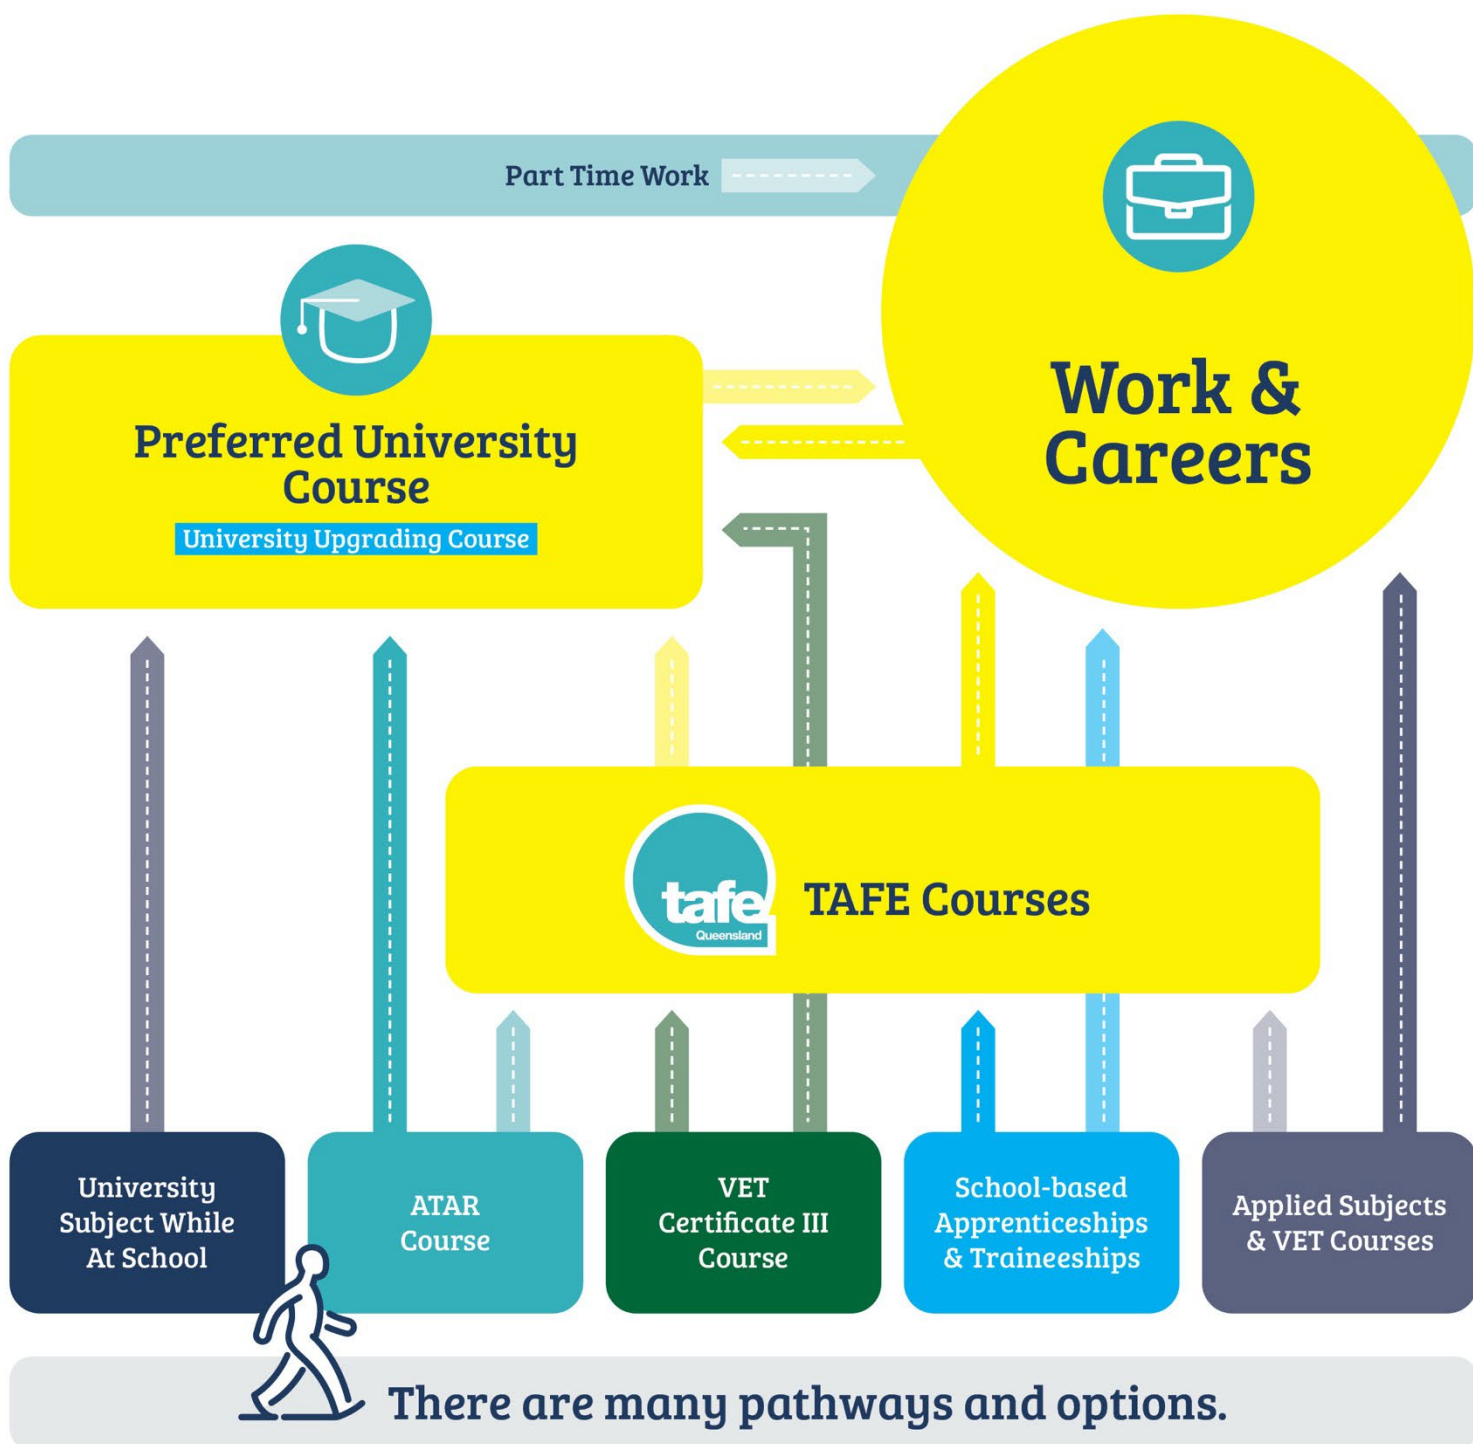 Part Time Work
Work &
Careers
Preferred University
Course
University Upgrading Course
tafe
Queensland
TAFE Courses
University
Subject While
At School
ATAR
Course
VET
Certificate III
Course
School-based
Apprenticeships
& Traineeships
Applied Subjects
& VET Courses
There are many pathways and options.